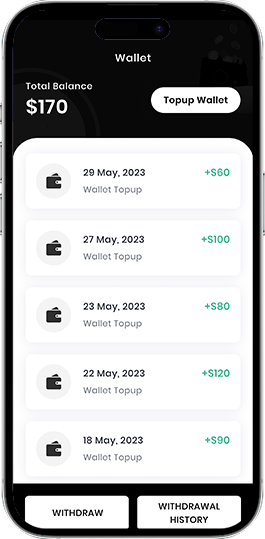 Wallet
Total Balance
$170
Topup Wallet
29 May, 2023
+$60
Wallet Topup
27 May, 2023
+$100
Wallet Topup
23 May, 2023
+$80
Wallet Topup
22 May, 2023
+$120
Wallet Topup
18 May, 2023
+$90
Wallet Topup
WITHDRAW
WITHDRAWAL
HISTORY